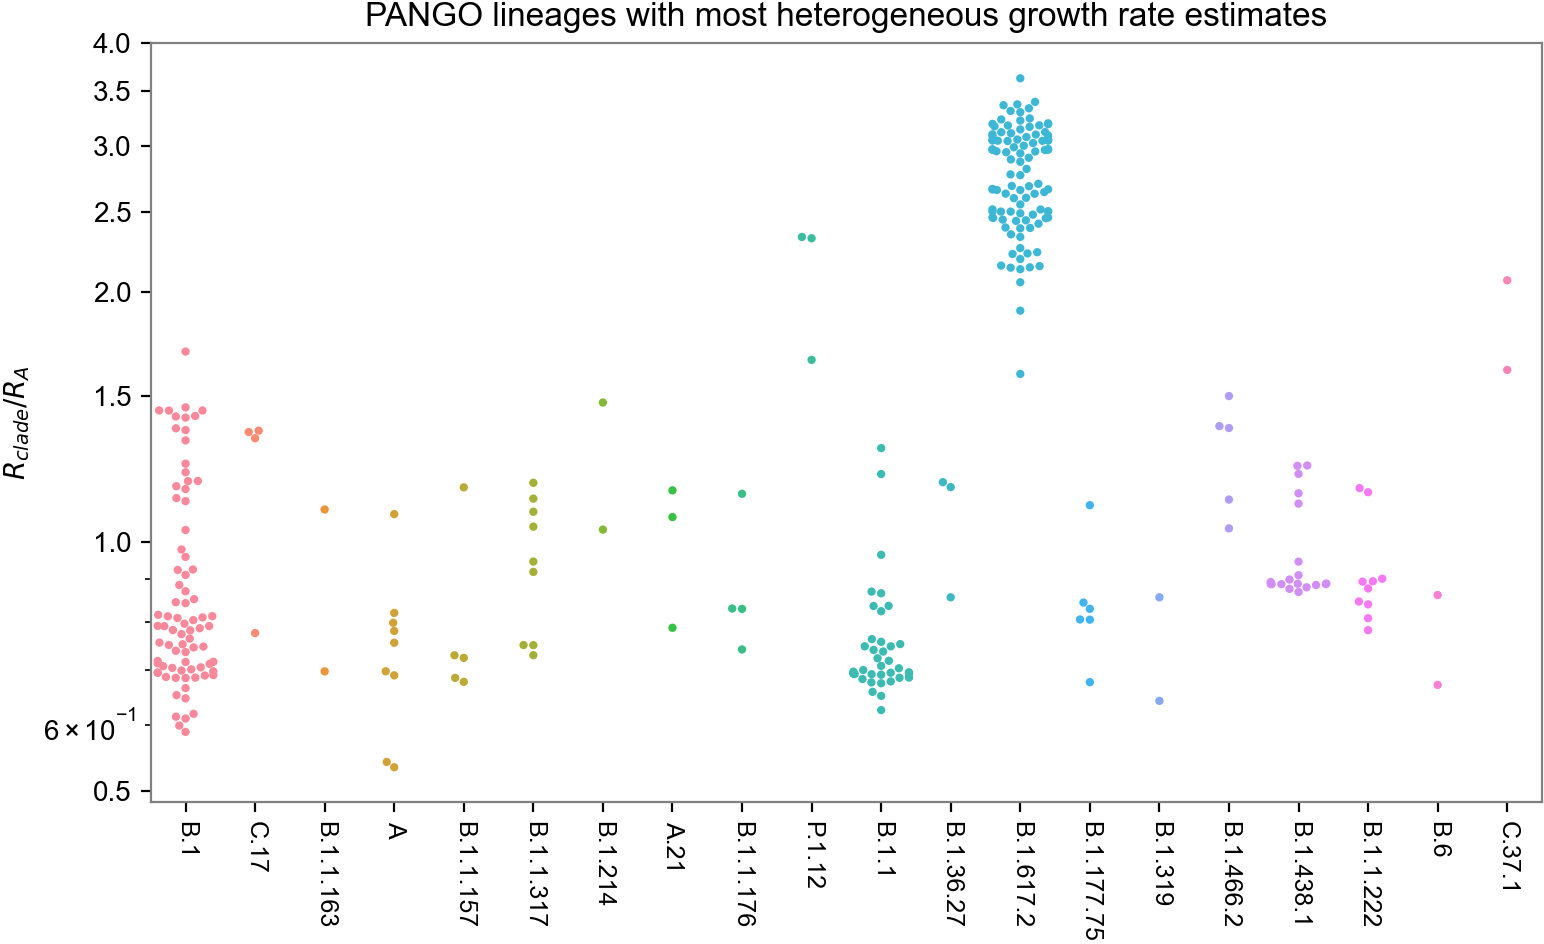 PANGO lineages with most heterogeneous growth rate estimates
4.0
3.5
3.0
2.5
2.0
1.5
1.0
6 × 10⁻¹
0.5
R_clade/R_A
B.1
C.17
B.1.1.163
A
B.1.1.157
B.1.1.317
B.1.214
A.21
B.1.1.176
P.1.12
B.1.1
B.1.36.27
B.1.617.2
B.1.177.75
B.1.319
B.1.466.2
B.1.438.1
B.1.1.222
B.6
C.37.1